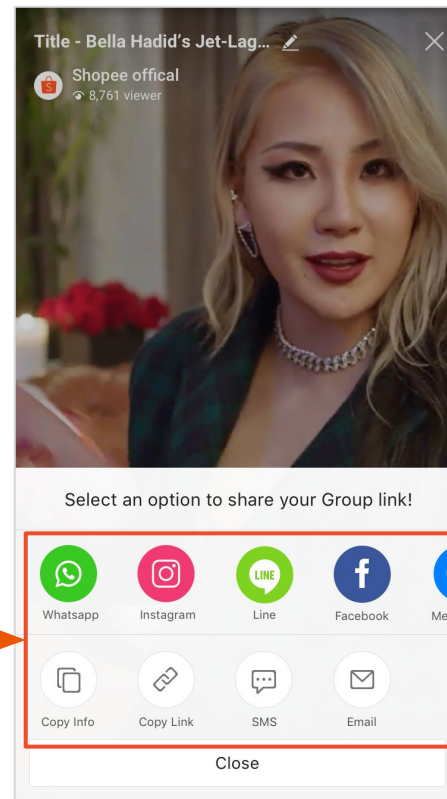 Title - Bella Hadid’s Jet-Lag...
S
Shopee offical
8,761 viewer
Select an option to share your Group link!
LINE
Whatsapp Instagram Line Facebook Me
Copy Info Copy Link SMS Email
Close